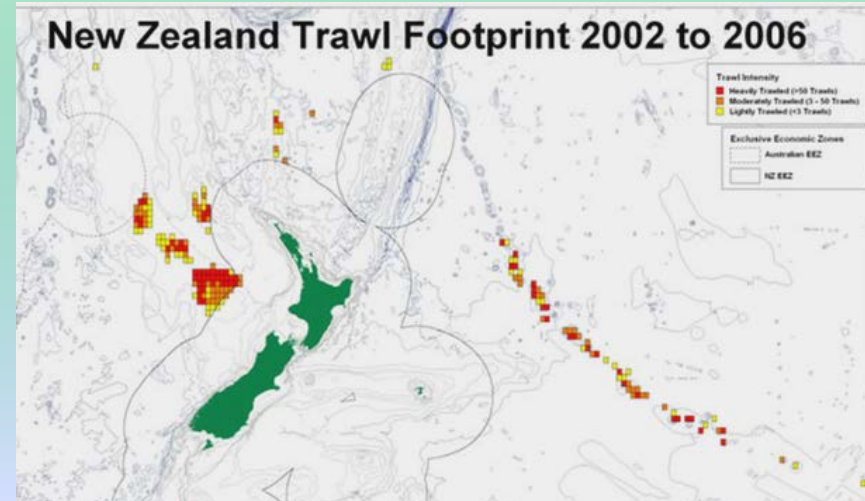 New Zealand Trawl Footprint 2002 to 2006
Trawl Intensity
Heavily Trawled (>50 Trawls)
Moderately Trawled (3 - 50 Trawls)
Lightly Trawled (<3 Trawls)
Exclusive Economic Zones
Australian EEZ
NZ EEZ